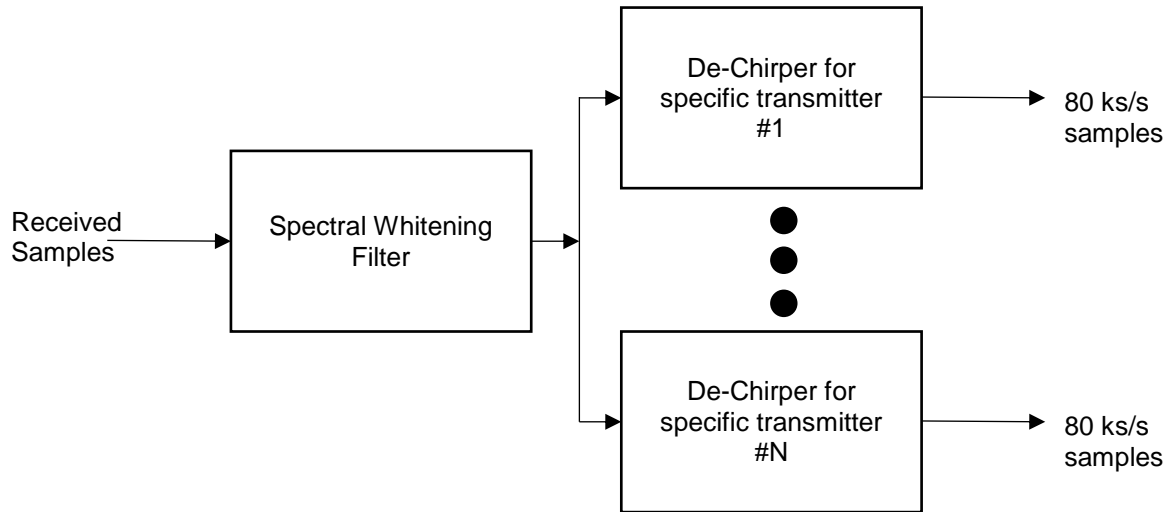 Received
Samples
Spectral Whitening
Filter
De-Chirper for
specific transmitter
#1
80 ks/s
samples
De-Chirper for
specific transmitter
#N
80 ks/s
samples